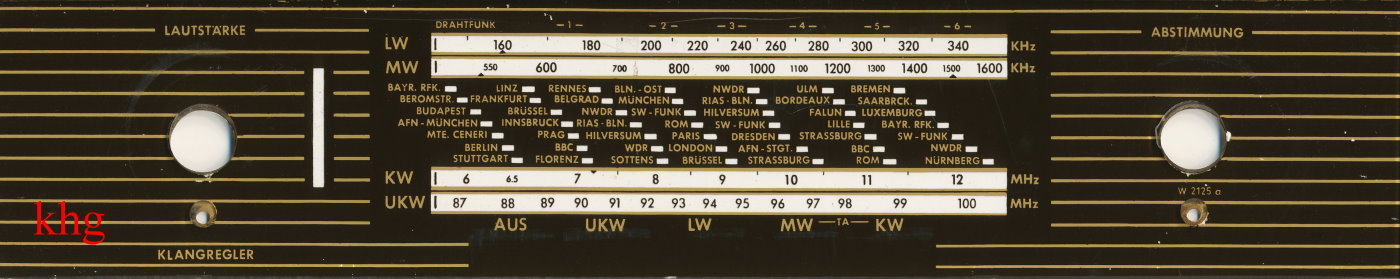 DRAHTFUNK -1- -2- -3- -4- -5- -6-
LAUTSTÄRKE
ABSTIMMUNG
LW 160 180 200 220 240 260 280 300 320 340 KHz
MW 550 600 700 800 900 1000 1100 1200 1300 1400 1500 1600 KHz
BAYR. RFK. LINZ RENNES BLN.-OST NWDR ULM BREMEN
BEROMSTR. FRANKFURT BELGRAD MÜNCHEN RIAS-BLN. BORDEAUX SAARBRCK.
BUDAPEST BRÜSSEL NWDR SW-FUNK HILVERSUM FALUN LUXEMBURG
AFN-MÜNCHEN INNSBRUCK RIAS-BLN. ROM SW-FUNK LILLE BAYR. RFK.
MTE. CENERI PRAG HILVERSUM PARIS DRESDEN STRASSBURG SW-FUNK
BERLIN BBC WDR LONDON AFN-STGT. BBC NWDR
STUTTGART FLORENZ SOTTENS BRÜSSEL STRASSBURG ROM NÜRNBERG
KW 6 6.5 7 8 9 10 11 12 MHz
W 2125 a
UKW 87 88 89 90 91 92 93 94 95 96 97 98 99 100 MHz
khg
AUS UKW LW MW —TA— KW
KLANGREGLER